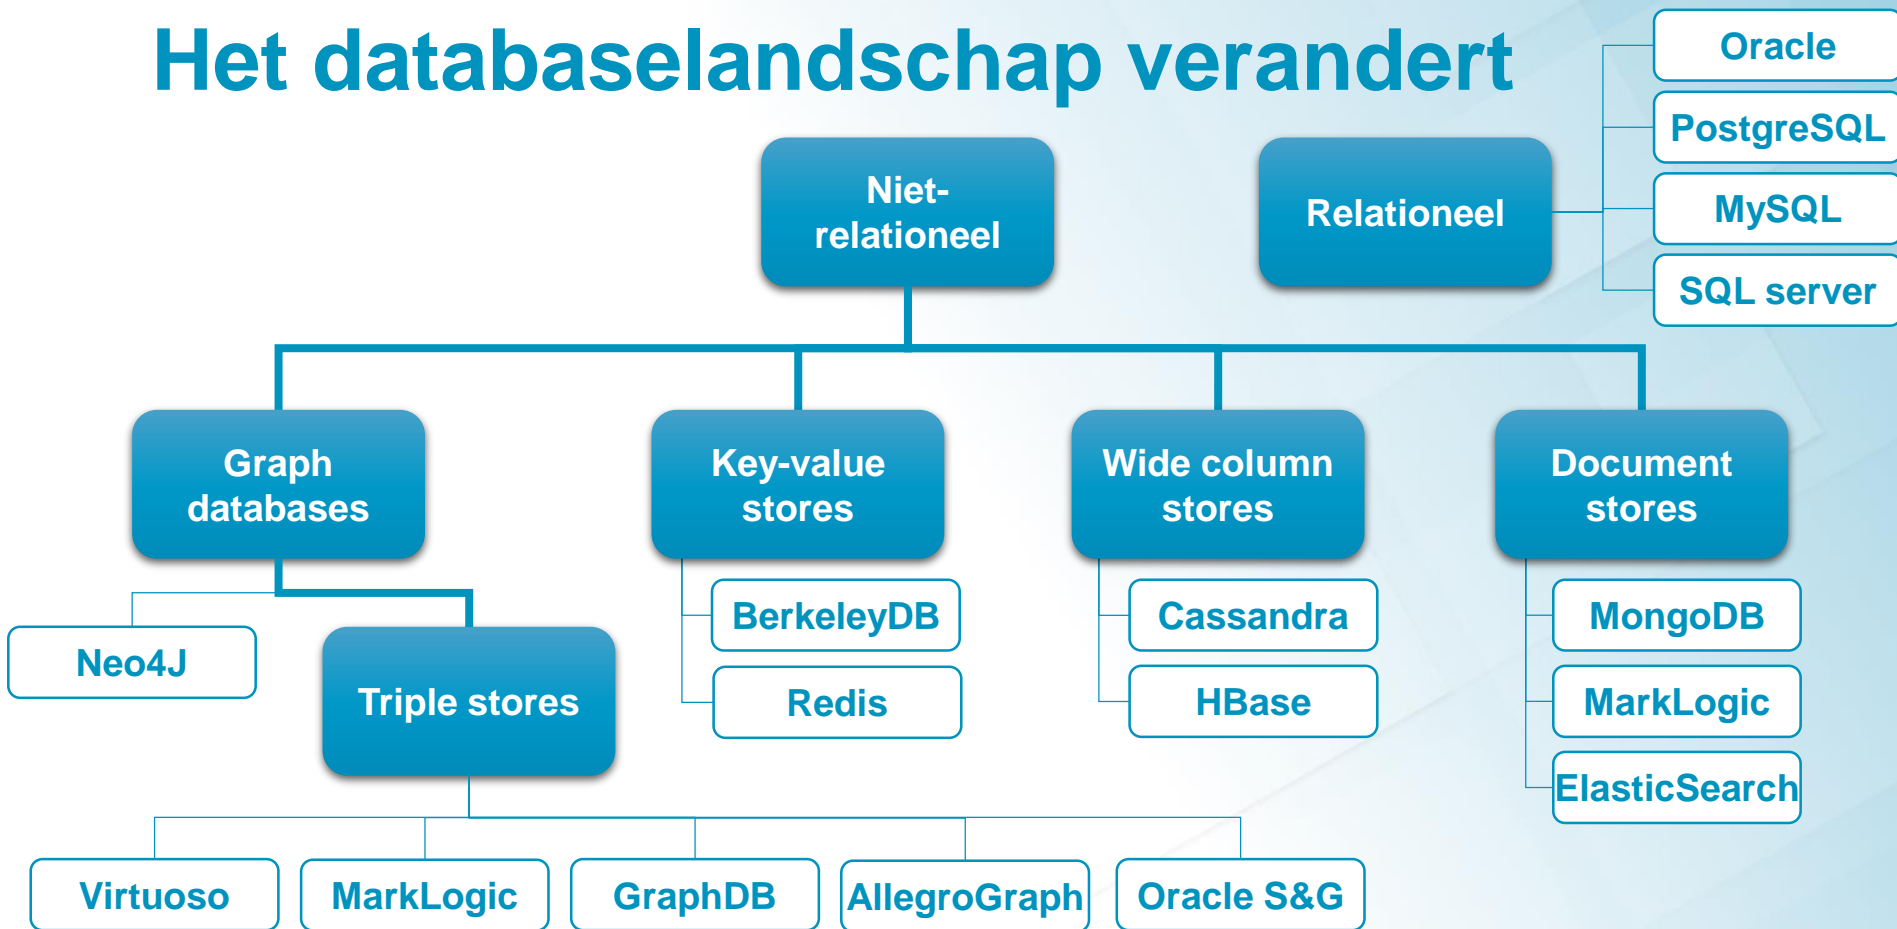 Het databaselandschap verandert
Oracle
PostgreSQL
MySQL
SQL server
Niet-
relationeel
Relationeel
Graph
databases
Key-value
stores
Wide column
stores
Document
stores
Neo4J
Triple stores
BerkeleyDB
Redis
Cassandra
HBase
MongoDB
MarkLogic
ElasticSearch
Virtuoso
MarkLogic
GraphDB
AllegroGraph
Oracle S&G